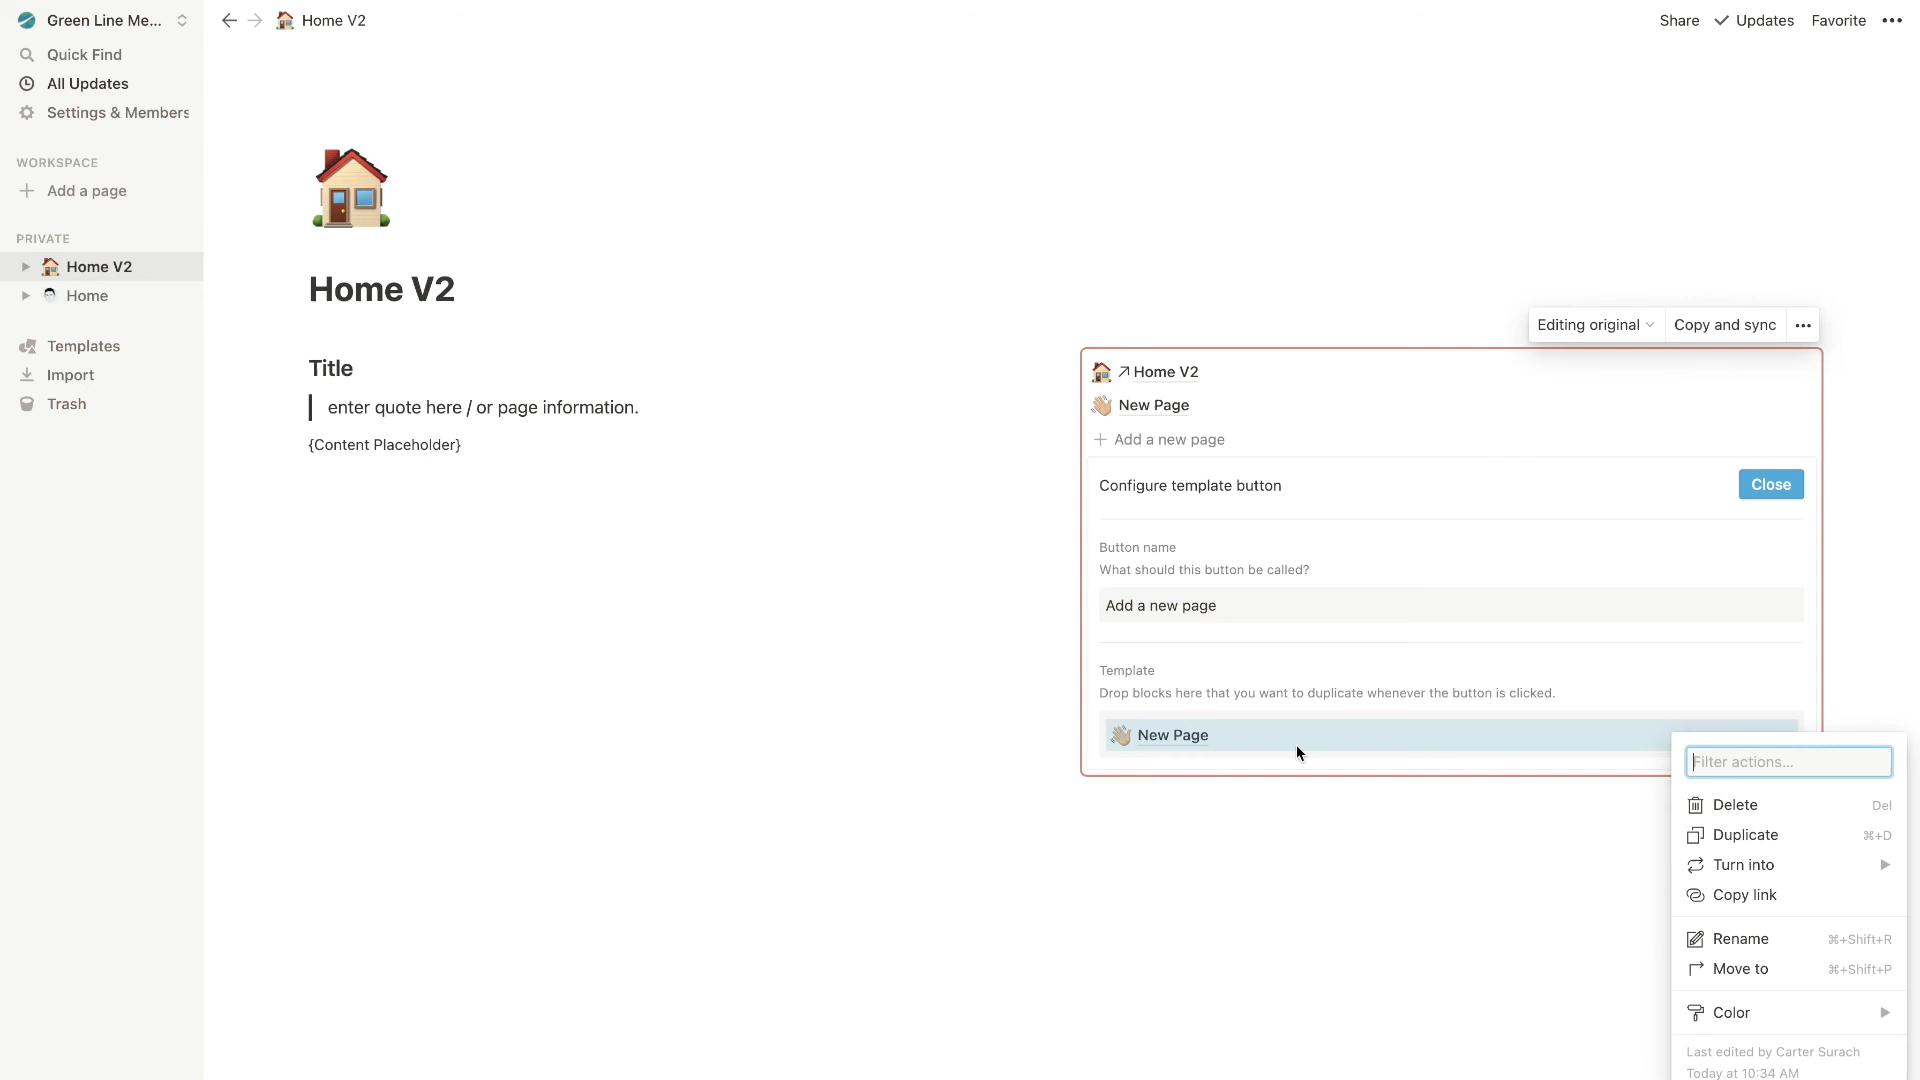 Green Line Me...
Quick Find
All Updates
Settings & Members
WORKSPACE
Add a page
PRIVATE
Home V2
Home
Templates
Import
Trash
Home V2
Share
Updates
Favorite
Home V2
Title
enter quote here / or page information.
{Content Placeholder}
Editing original
Copy and sync
Home V2
New Page
Add a new page
Configure template button
Close
Button name
What should this button be called?
Add a new page
Template
Drop blocks here that you want to duplicate whenever the button is clicked.
New Page
Filter actions...
Delete Del
Duplicate ⌘+D
Turn into
Copy link
Rename ⌘+Shift+R
Move to ⌘+Shift+P
Color
Last edited by Carter Surach
Today at 10:34 AM